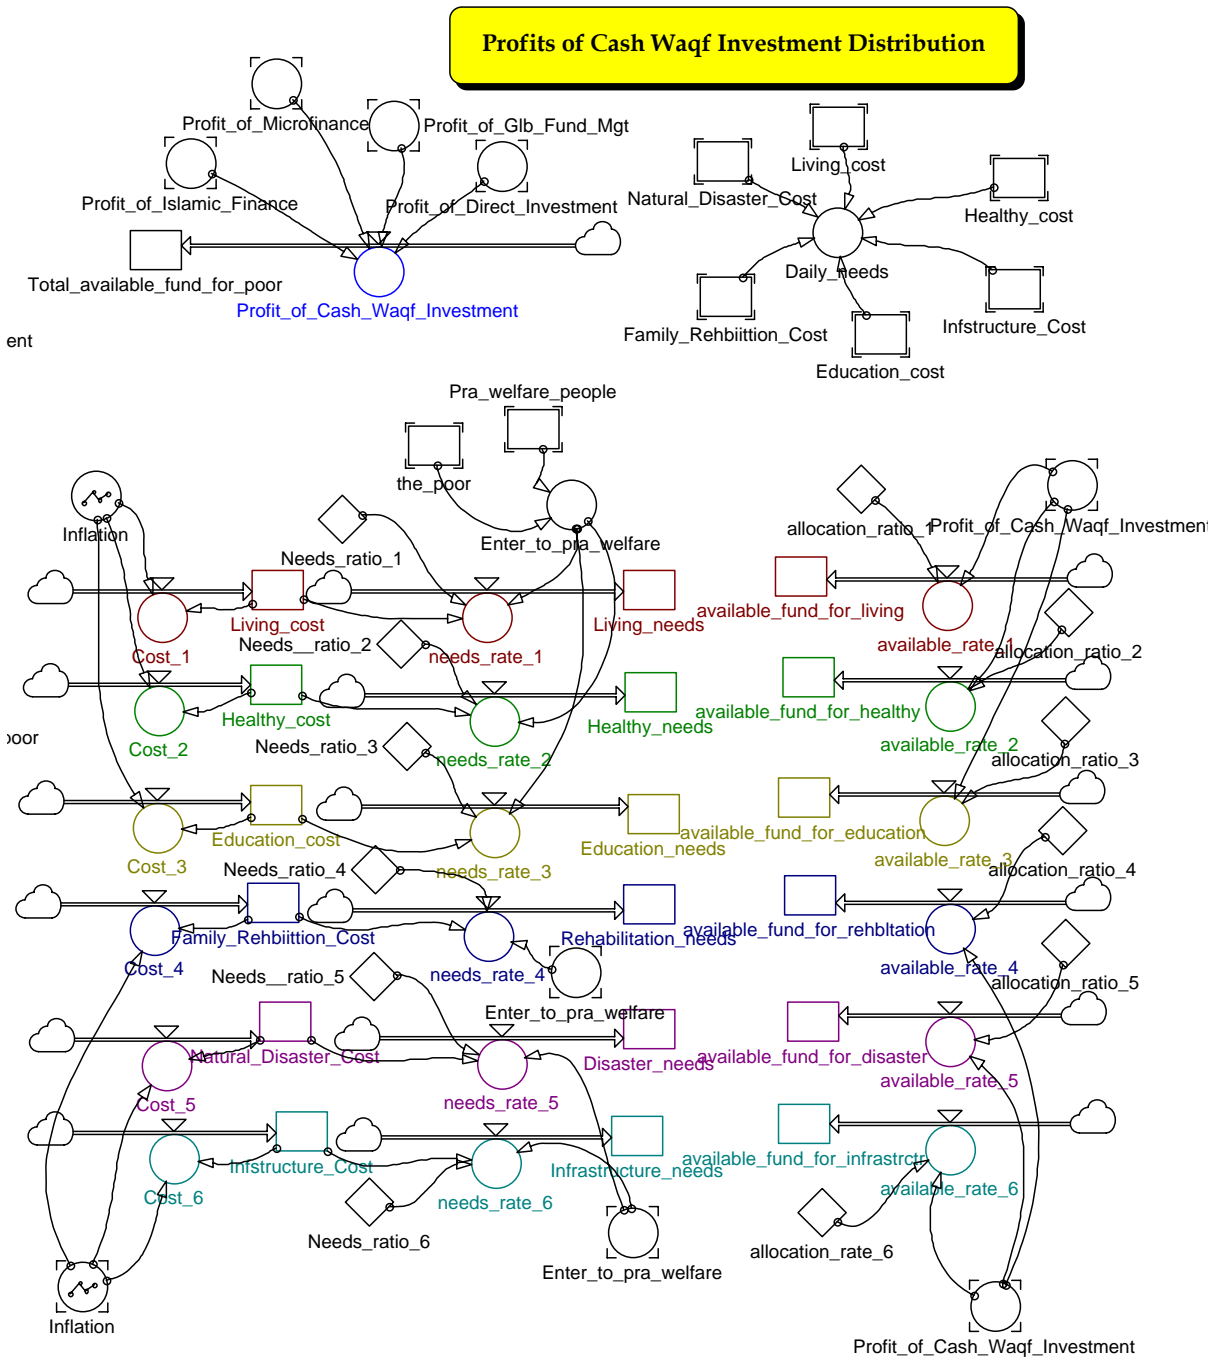 Profits of Cash Waqf Investment Distribution
Profit_of_Microfinance
Profit_of_Glb_Fund_Mgt
Profit_of_Islamic_Finance
Profit_of_Direct_Investment
Total_available_fund_for_poor
Profit_of_Cash_Waqf_Investment
Living_cost
Natural_Disaster_Cost
Healthy_cost
Daily_needs
Family_Rehbiittion_Cost
Infstructure_Cost
Education_cost
ent
Pra_welfare_people
the_poor
Inflation
Needs_ratio_1
Enter_to_pra_welfare
allocation_ratio_1
Profit_of_Cash_Waqf_Investment
Living_cost
Cost_1
Needs__ratio_2
needs_rate_1
Living_needs
available_fund_for_living
available_rate_1
allocation_ratio_2
Healthy_cost
Cost_2
Needs_ratio_3
needs_rate_2
Healthy_needs
available_fund_for_healthy
available_rate_2
allocation_ratio_3
poor
Education_cost
Cost_3
Needs_ratio_4
needs_rate_3
Education_needs
available_fund_for_education
available_rate_3
allocation_ratio_4
Family_Rehbiittion_Cost
Cost_4
Needs__ratio_5
needs_rate_4
Rehabilitation_needs
Enter_to_pra_welfare
available_fund_for_rehbltation
available_rate_4
allocation_ratio_5
Natural_Disaster_Cost
Cost_5
needs_rate_5
Disaster_needs
available_fund_for_disaster
available_rate_5
Infstructure_Cost
Cost_6
Needs_ratio_6
needs_rate_6
Infrastructure_needs
available_fund_for_infrastrctr
available_rate_6
allocation_rate_6
Enter_to_pra_welfare
Inflation
Profit_of_Cash_Waqf_Investment